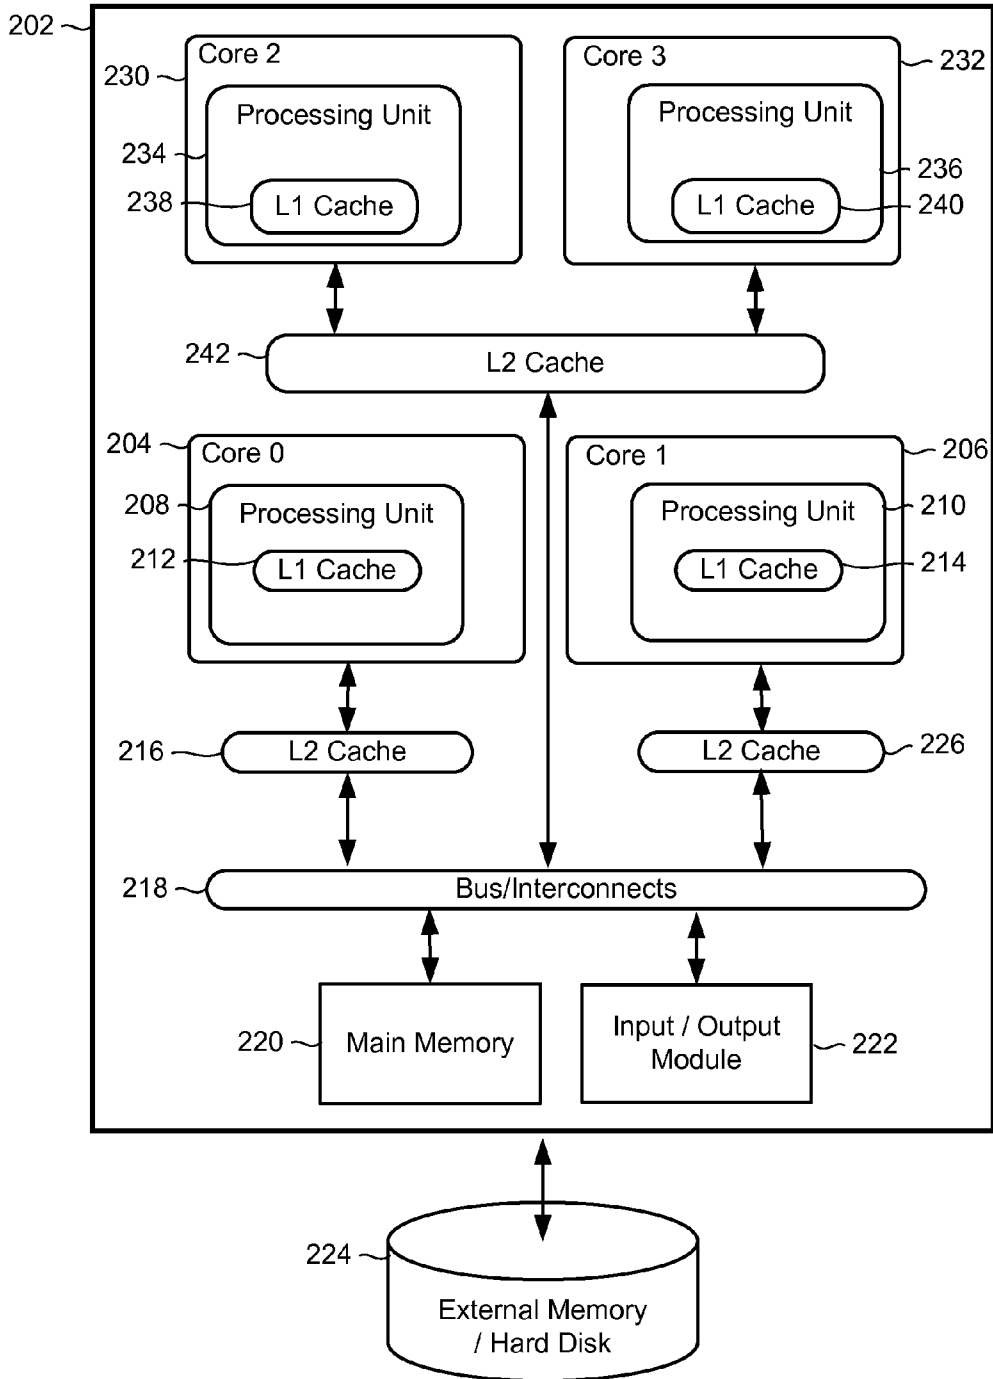 202
Core 2
Core 3
230
232
Processing Unit
Processing Unit
234
236
238
L1 Cache
L1 Cache
240
242
L2 Cache
204
Core 0
Core 1
206
208
Processing Unit
Processing Unit
210
212
L1 Cache
L1 Cache
214
216
L2 Cache
L2 Cache
226
218
Bus/Interconnects
220
Main Memory
Input / Output
Module
222
224
External Memory
/ Hard Disk